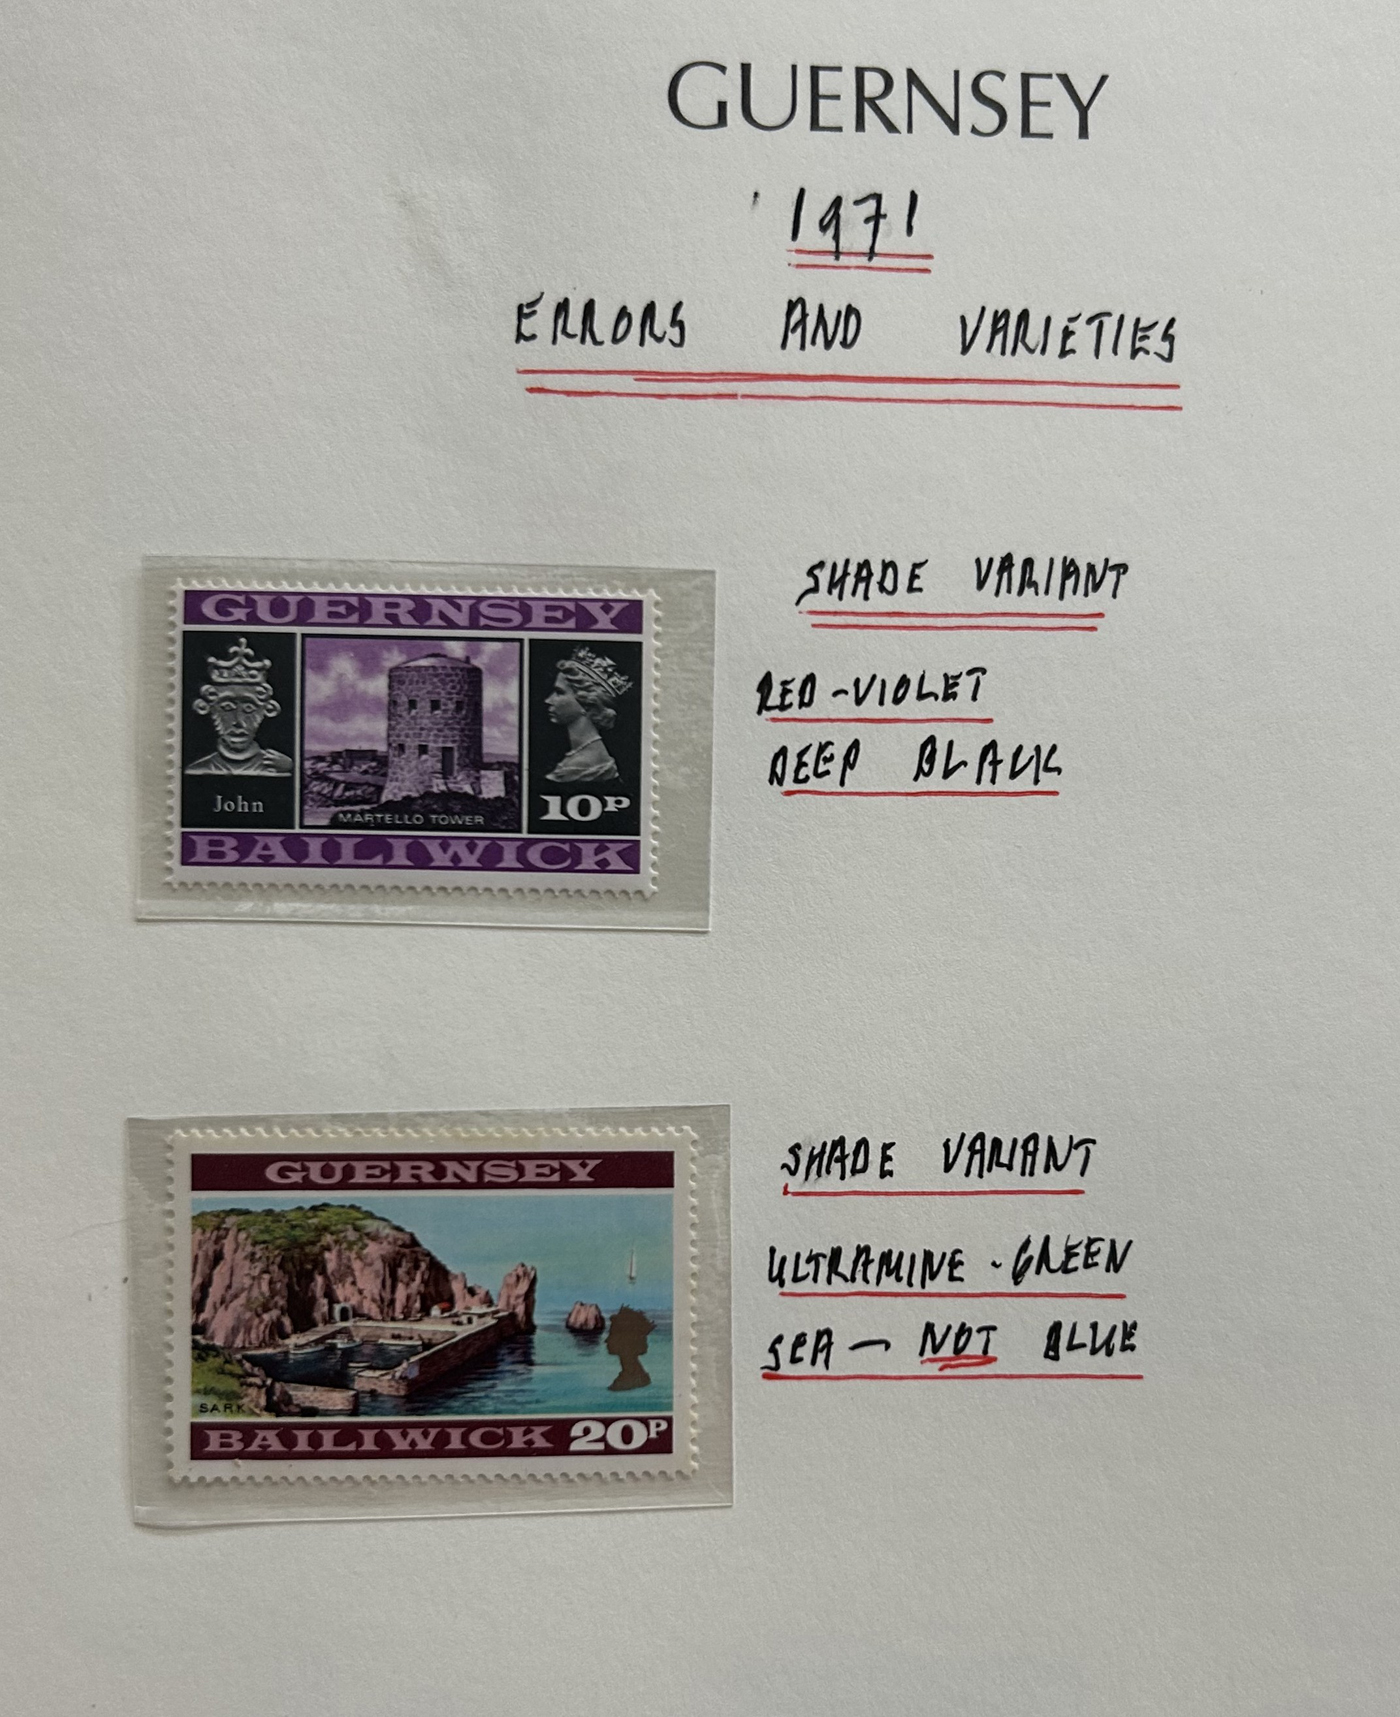 GUERNSEY
1971
ERRORS AND VARIETIES
SHADE VARIANT
RED-VIOLET
DEEP BLACK
GUERNSEY
John
MARTELLO TOWER
10P
BAILIWICK
SHADE VARIANT
ULTRAMINE-GREEN
SEA - NOT BLUE
GUERNSEY
SARK
BAILIWICK 20P